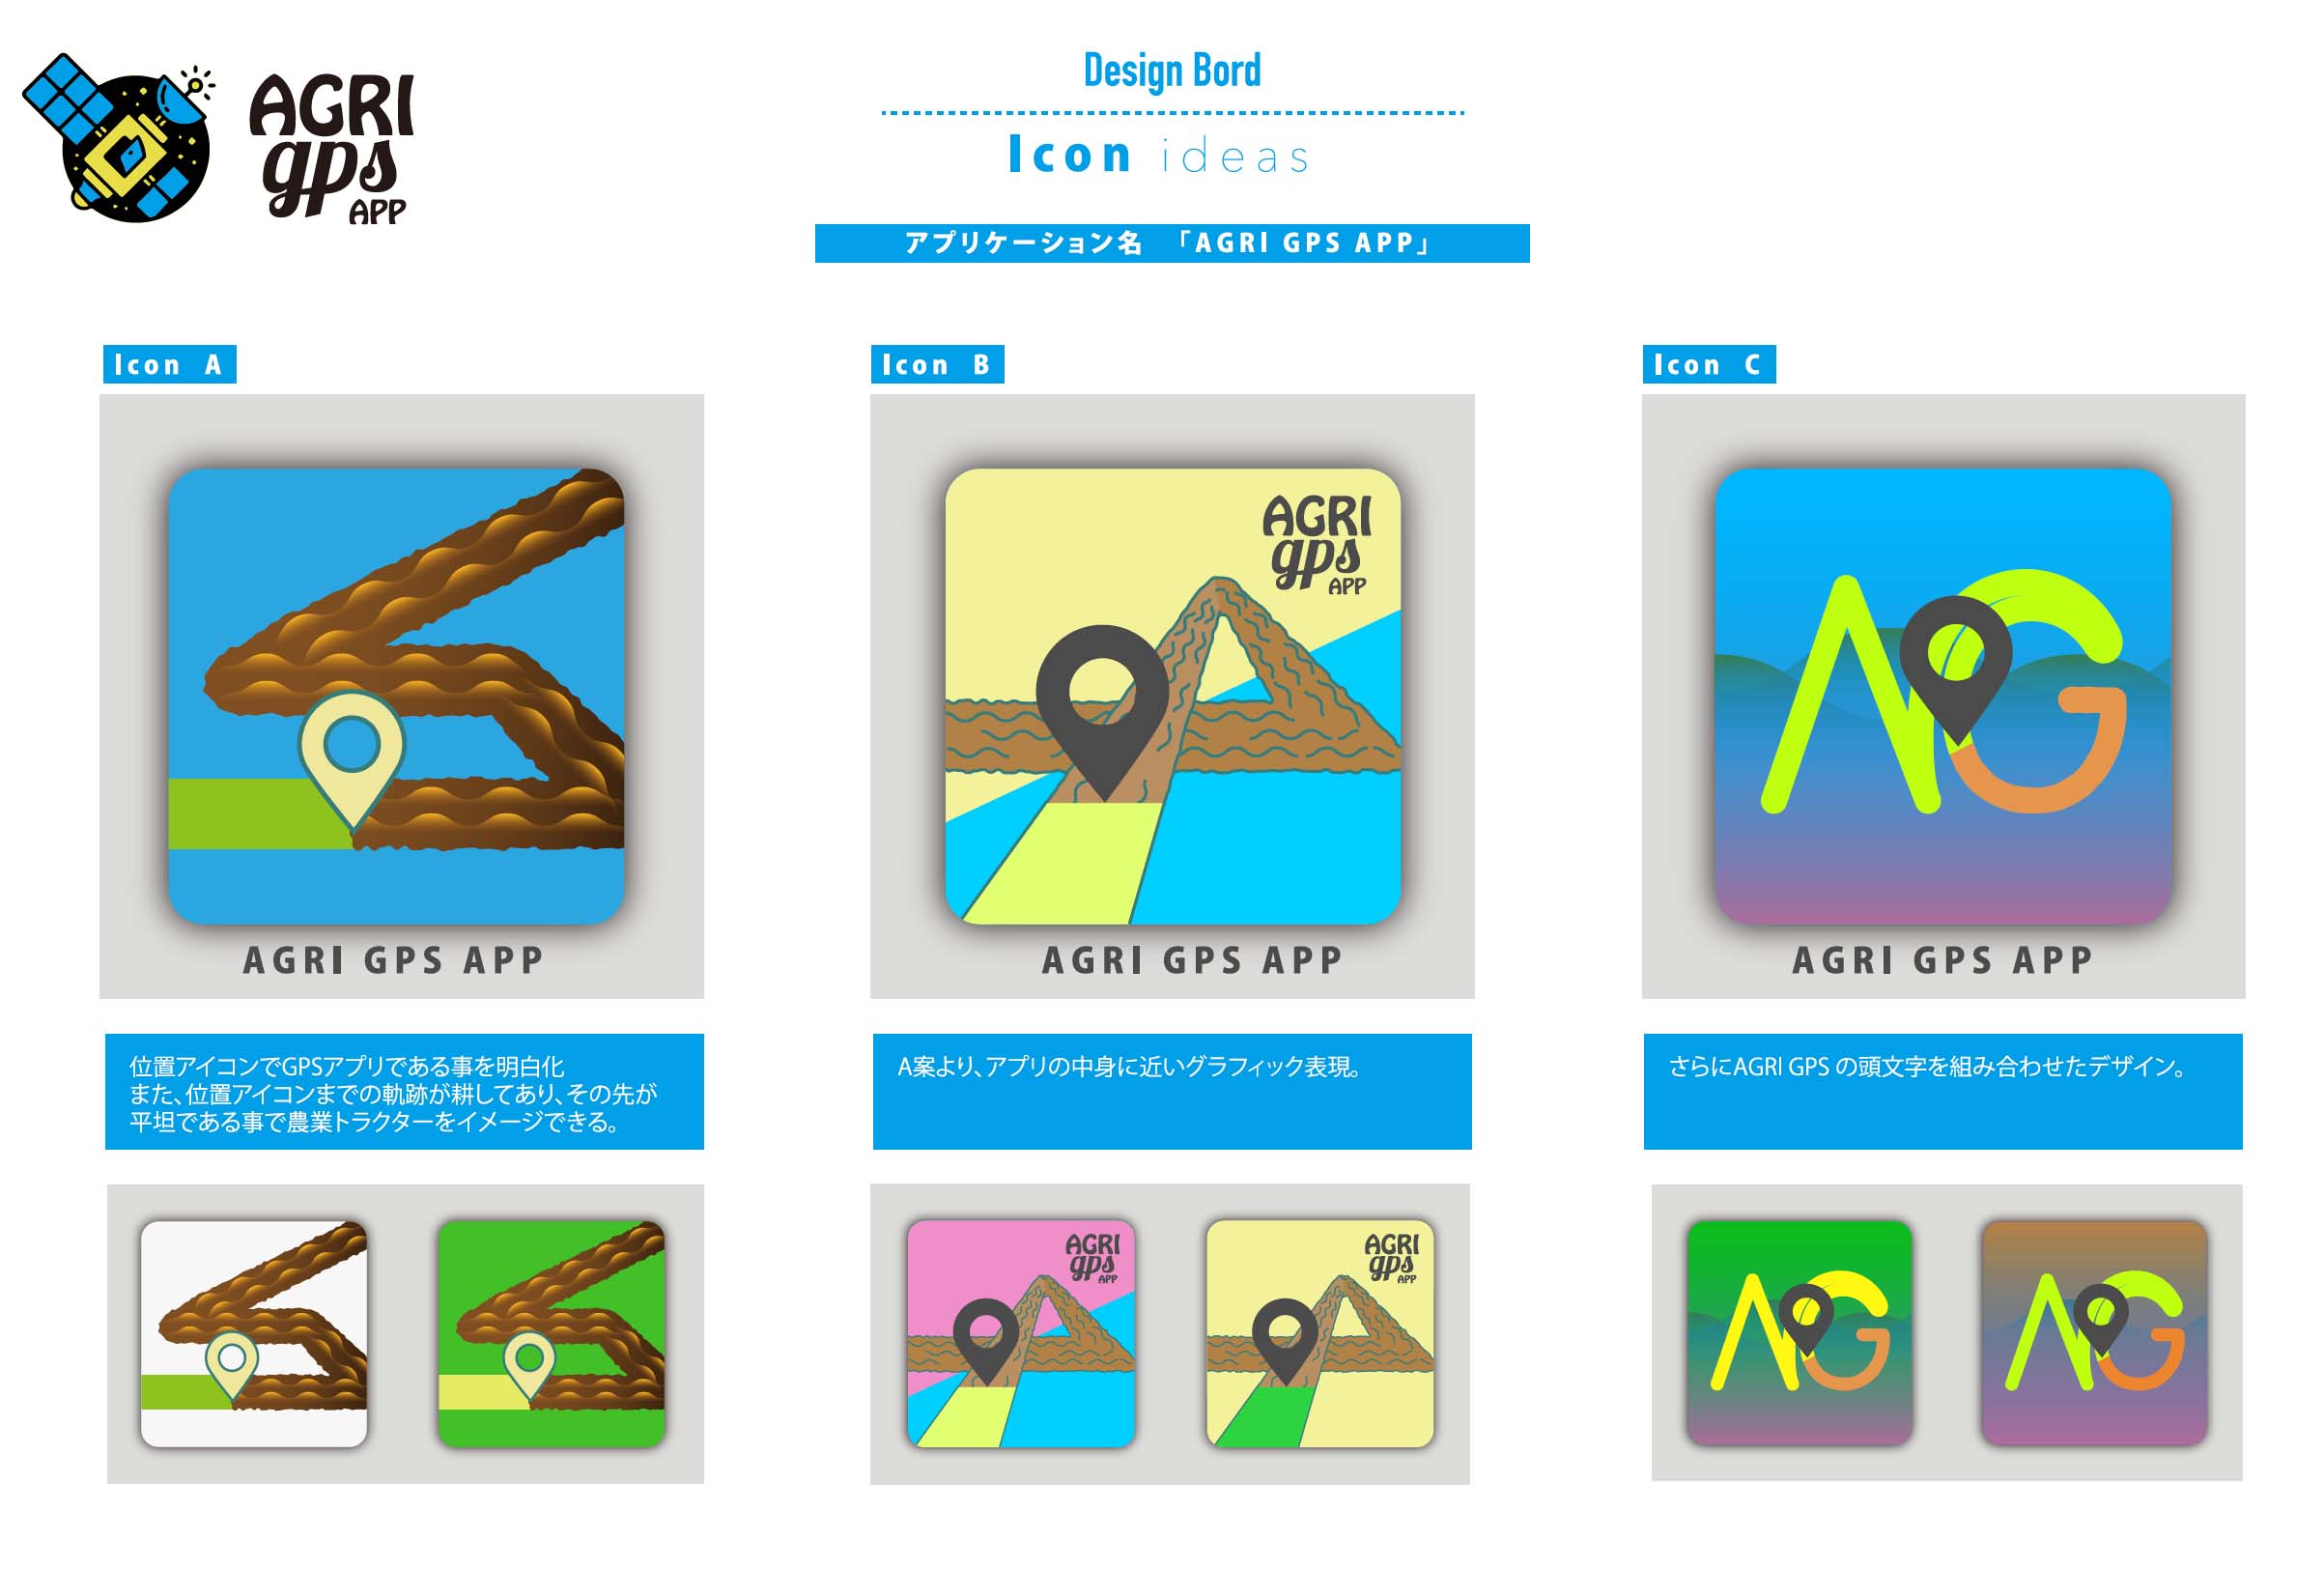 AGRI
gps
APP
Design Bord
Icon ideas
アプリケーション名 「AGRI GPS APP」
Icon A
Icon B
Icon C
AGRI
gps
APP
AG
AGRI GPS APP
AGRI GPS APP
AGRI GPS APP
位置アイコンでGPSアプリである事を明白化
また、位置アイコンまでの軌跡が耕してあり、その先が
平坦である事で農業トラクターをイメージできる。
A案より、アプリの中身に近いグラフィック表現。
さらにAGRI GPS の頭文字を組み合わせたデザイン。
AGRI
gps
APP
AGRI
gps
APP
AG
AG